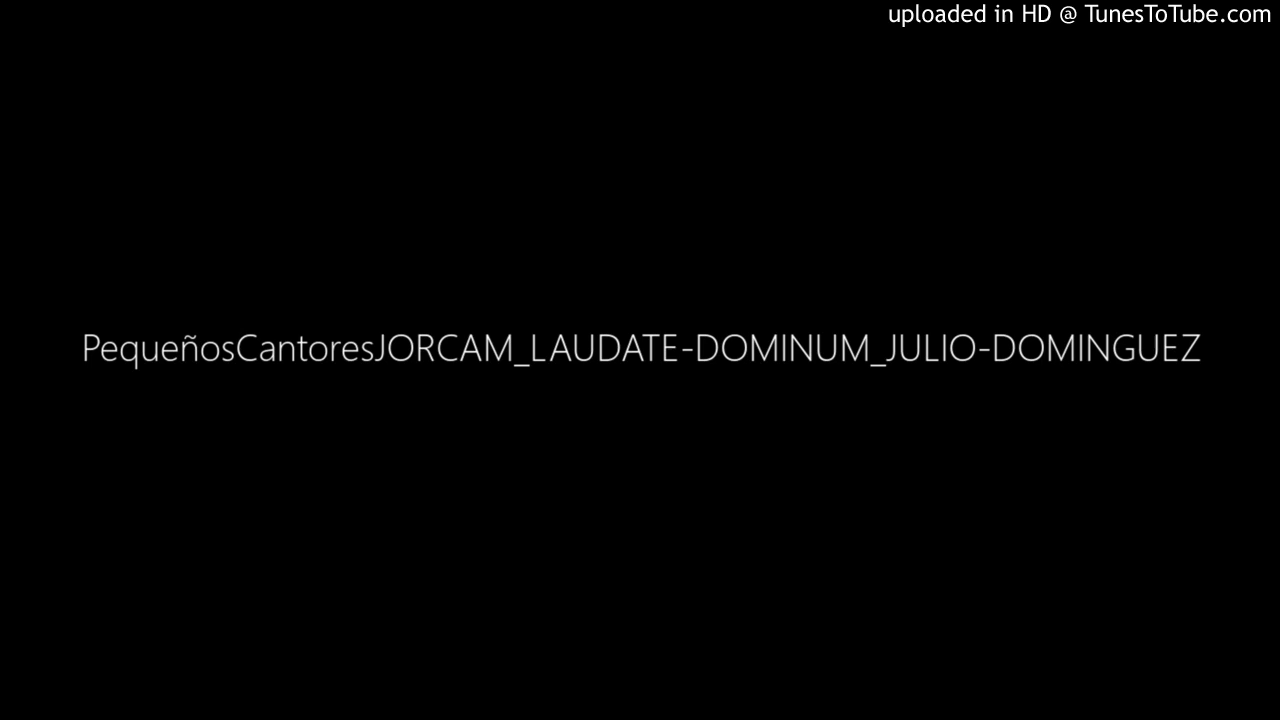 uploaded in HD @ TunesToTube.com
PequeñosCantoresJORCAM_LAUDATE-DOMINUM_JULIO-DOMINGUEZ